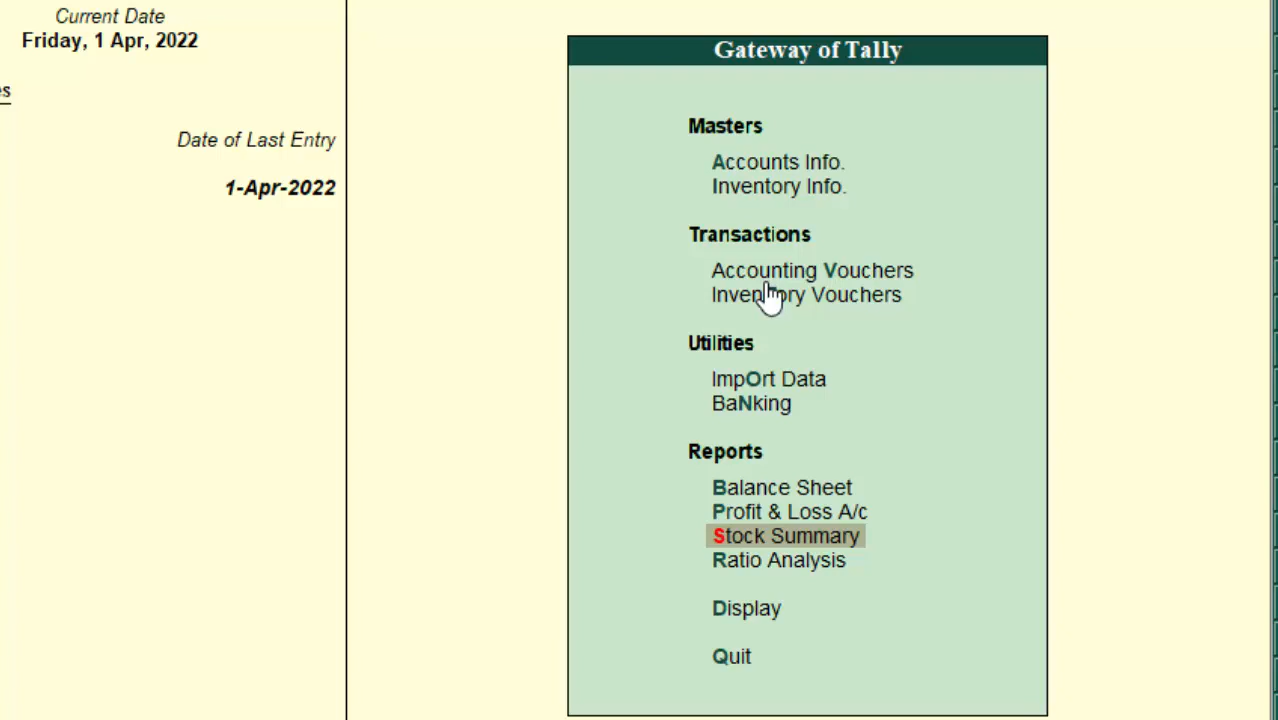 Current Date
Friday, 1 Apr, 2022
es
Date of Last Entry
1-Apr-2022
Gateway of Tally
Masters
Accounts Info.
Inventory Info.
Transactions
Accounting Vouchers
Inventory Vouchers
Utilities
ImpOrt Data
BaNking
Reports
Balance Sheet
Profit & Loss A/c
Stock Summary
Ratio Analysis
Display
Quit